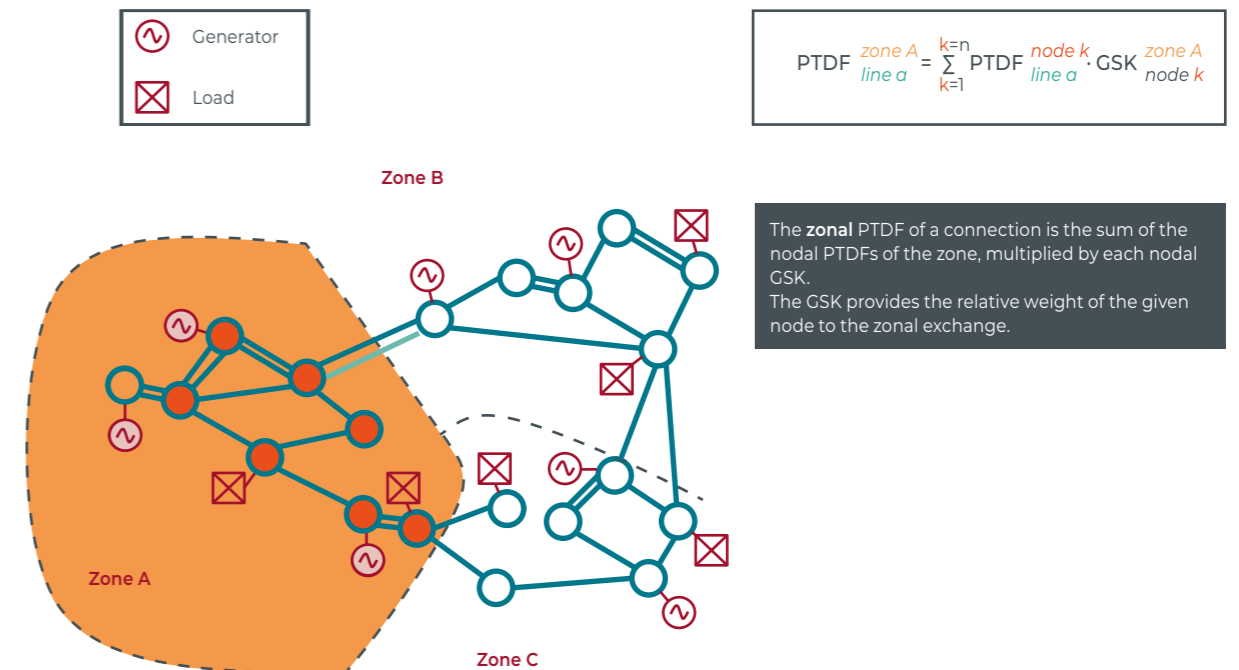 Generator
Load
PTDF zone A line a = k=n Σ k=1 PTDF node k line a · GSK zone A node k
Zone B
The zonal PTDF of a connection is the sum of the
nodal PTDFs of the zone, multiplied by each nodal
GSK.
The GSK provides the relative weight of the given
node to the zonal exchange.
Zone A
Zone C